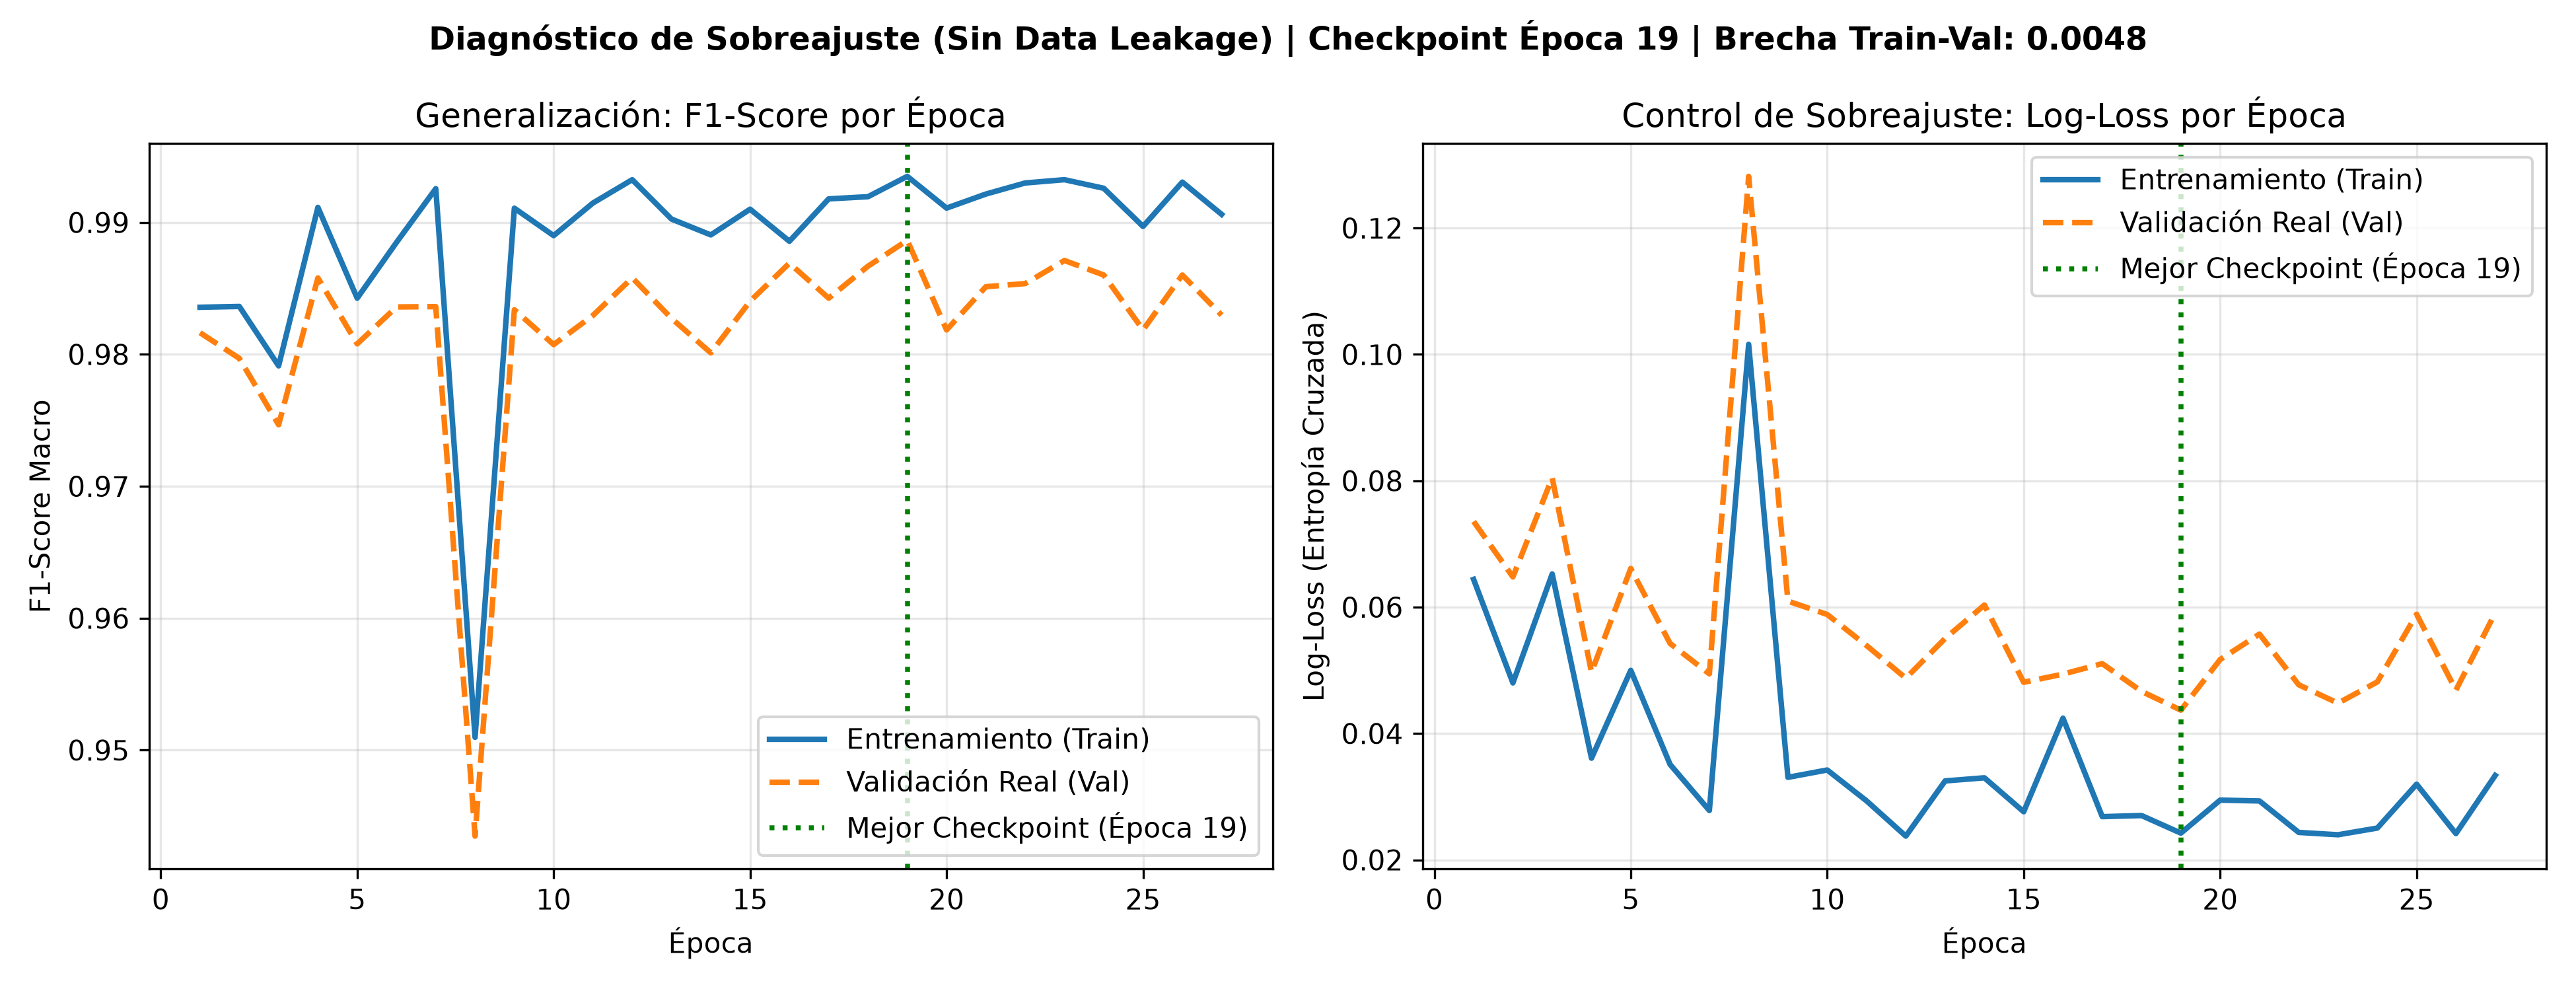 Diagnóstico de Sobreajuste (Sin Data Leakage) | Checkpoint Época 19 | Brecha Train-Val: 0.0048
Generalización: F1-Score por Época
F1-Score Macro
0.99
0.98
0.97
0.96
0.95
0 5 10 15 20 25
Época
Entrenamiento (Train)
Validación Real (Val)
Mejor Checkpoint (Época 19)
Control de Sobreajuste: Log-Loss por Época
Log-Loss (Entropía Cruzada)
0.12
0.10
0.08
0.06
0.04
0.02
0 5 10 15 20 25
Época
Entrenamiento (Train)
Validación Real (Val)
Mejor Checkpoint (Época 19)